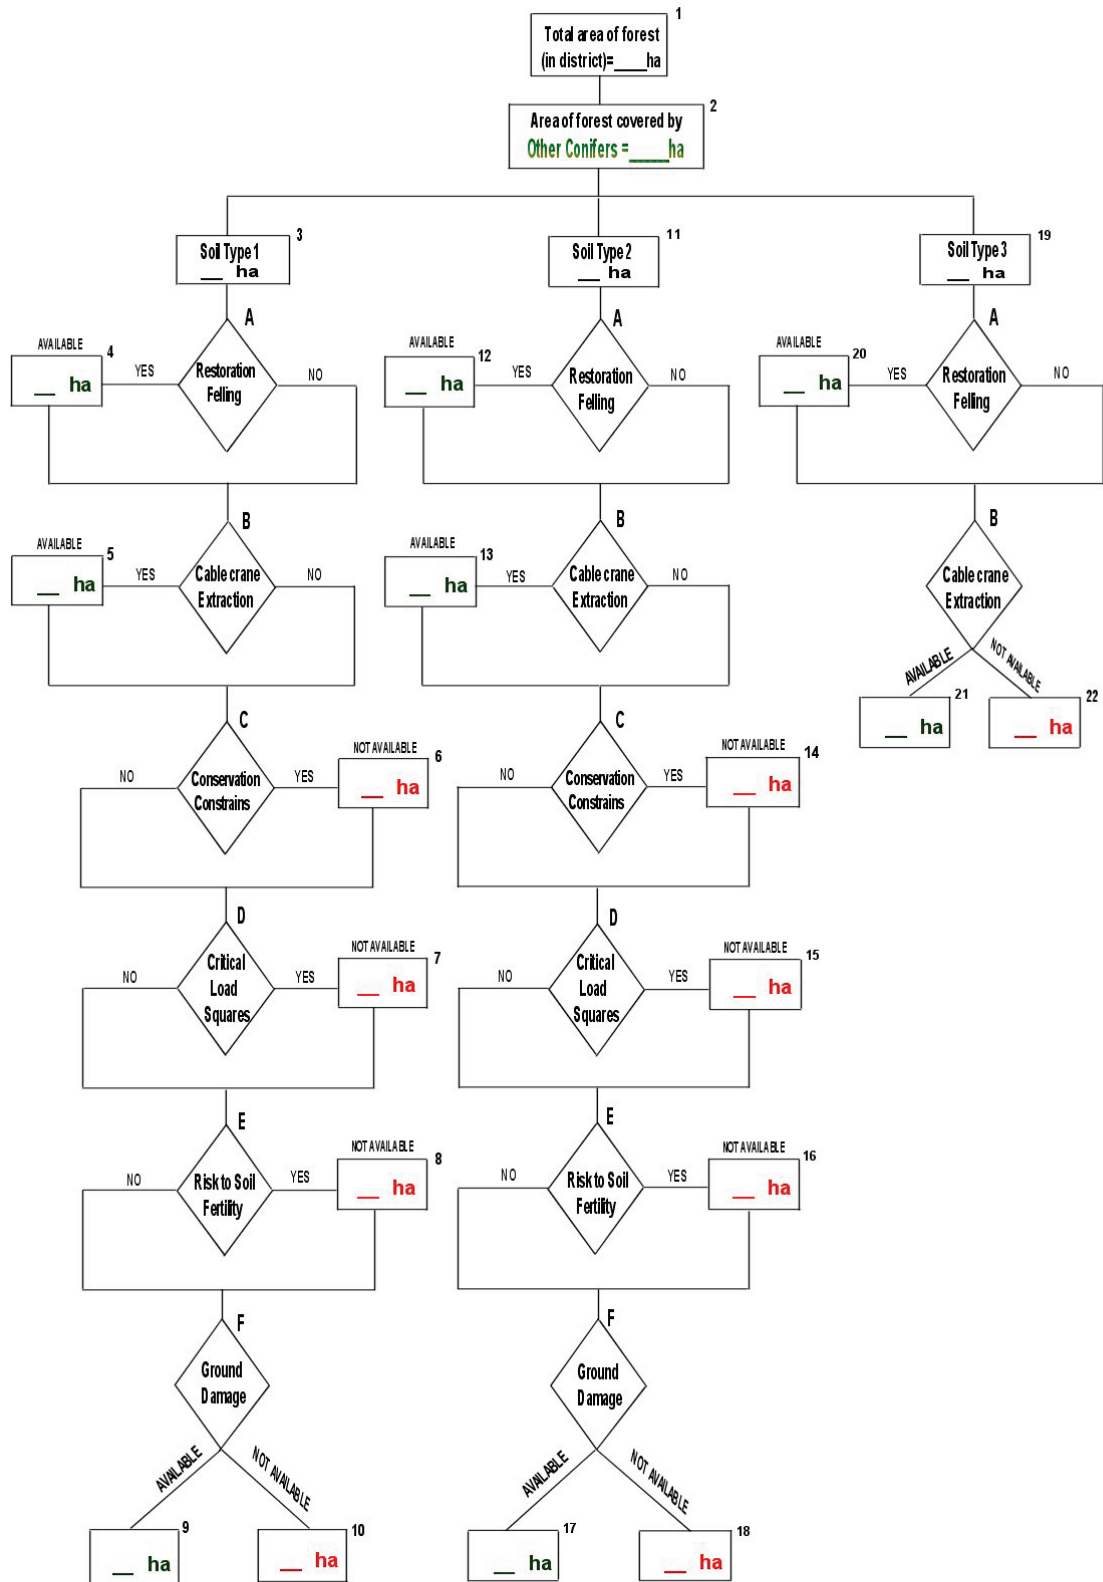 1
Total area of forest
(in district)=____ha
2
Area of forest covered by
Other Conifers =____ha
3
Soil Type 1
__ ha
11
Soil Type 2
__ ha
19
Soil Type 3
__ ha
A
AVAILABLE
4
__ ha
YES
Restoration
Felling
NO
A
AVAILABLE
12
__ ha
YES
Restoration
Felling
NO
A
AVAILABLE
20
__ ha
YES
Restoration
Felling
NO
B
AVAILABLE
5
__ ha
YES
Cable crane
Extraction
NO
B
AVAILABLE
13
__ ha
YES
Cable crane
Extraction
NO
B
Cable crane
Extraction
AVAILABLE
NOT AVAILABLE
21
__ ha
22
__ ha
C
NO
Conservation
Constrains
YES
NOT AVAILABLE
6
__ ha
C
NO
Conservation
Constrains
YES
NOT AVAILABLE
14
__ ha
D
NO
Critical
Load
Squares
YES
NOT AVAILABLE
7
__ ha
D
NO
Critical
Load
Squares
YES
NOT AVAILABLE
15
__ ha
E
NO
Risk to Soil
Fertility
YES
NOT AVAILABLE
8
__ ha
E
NO
Risk to Soil
Fertility
YES
NOT AVAILABLE
16
__ ha
F
Ground
Damage
AVAILABLE
NOT AVAILABLE
9
__ ha
10
__ ha
F
Ground
Damage
AVAILABLE
NOT AVAILABLE
17
__ ha
18
__ ha